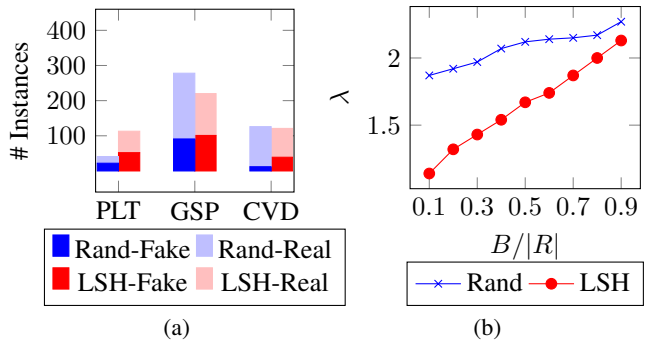 # Instances
400
300
200
100
PLT GSP CVD
Rand-Fake Rand-Real
LSH-Fake LSH-Real
(a)
λ
2
1.5
0.1 0.3 0.5 0.7 0.9
B/|R|
Rand LSH
(b)